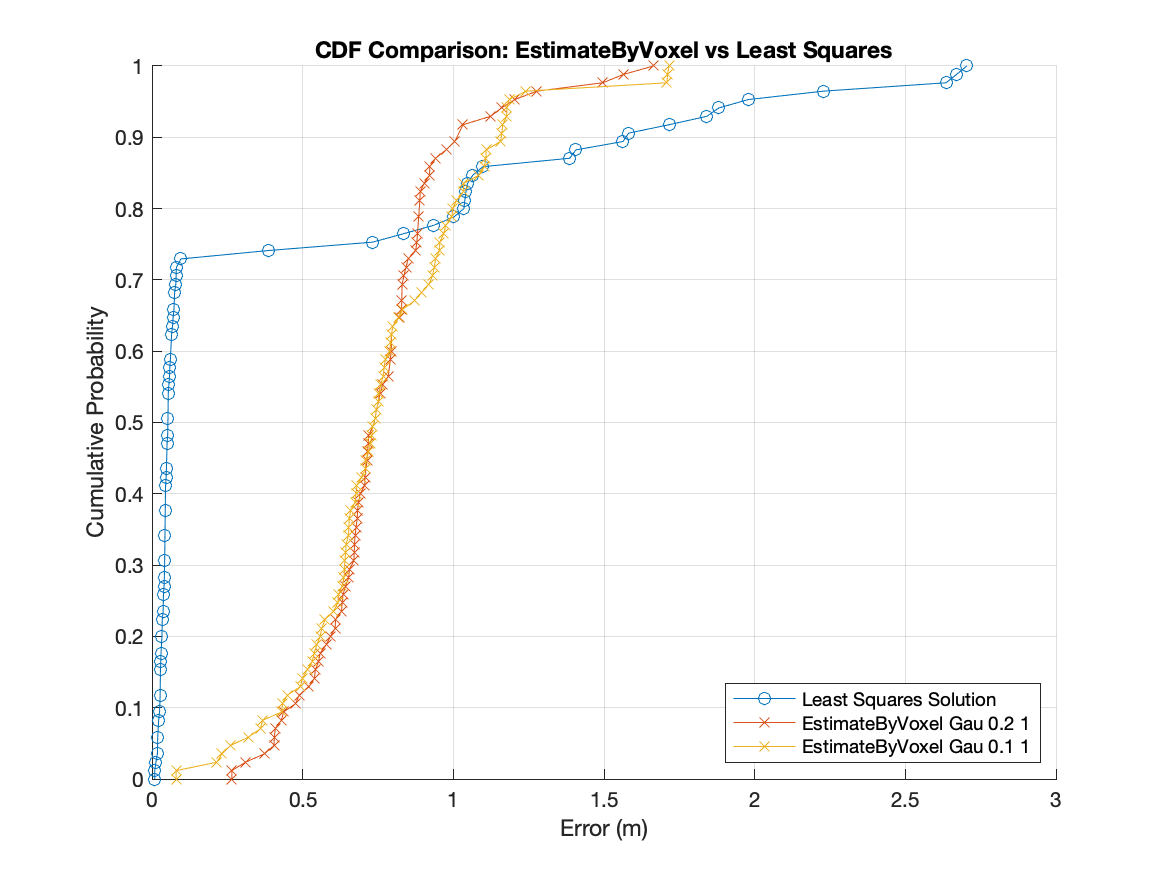 CDF Comparison: EstimateByVoxel vs Least Squares
1
0.9
0.8
0.7
0.6
0.5
0.4
0.3
0.2
0.1
0
Cumulative Probability
Least Squares Solution
EstimateByVoxel Gau 0.2 1
EstimateByVoxel Gau 0.1 1
0 0.5 1 1.5 2 2.5 3
Error (m)